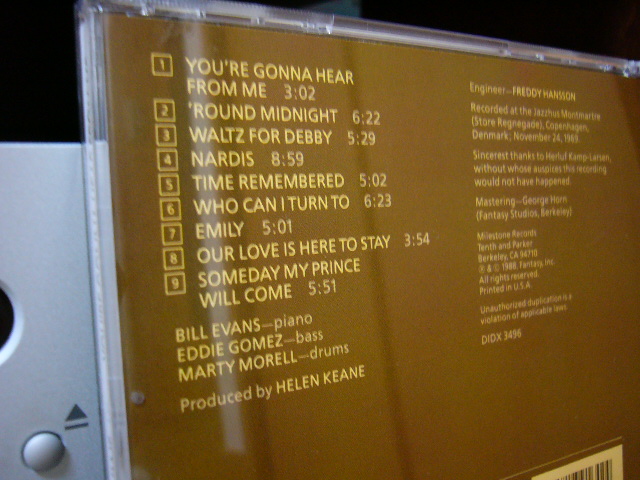 1 YOU'RE GONNA HEAR
FROM ME 3:02
2 'ROUND MIDNIGHT 6:22
3 WALTZ FOR DEBBY 5:29
4 NARDIS 8:59
5 TIME REMEMBERED 5:02
6 WHO CAN I TURN TO 6:23
7 EMILY 5:01
8 OUR LOVE IS HERE TO STAY 3:54
9 SOMEDAY MY PRINCE
WILL COME 5:51
BILL EVANS—piano
EDDIE GOMEZ—bass
MARTY MORELL—drums
Produced by HELEN KEANE
Engineer—FREDDY HANSSON
Recorded at the Jazzhus Montmartre
(Store Regnegade), Copenhagen,
Denmark, November 24, 1969.
Sincerest thanks to Herluf Kamp-Larsen,
without whose auspices this recording
would not have happened.
Mastering—George Horn
(Fantasy Studios, Berkeley)
Milestone Records
Tenth and Parker
Berkeley, CA 94710
℗ & © 1988, Fantasy, Inc.
All rights reserved.
Printed in U.S.A.
Unauthorized duplication is a
violation of applicable laws.
DIDX 3496